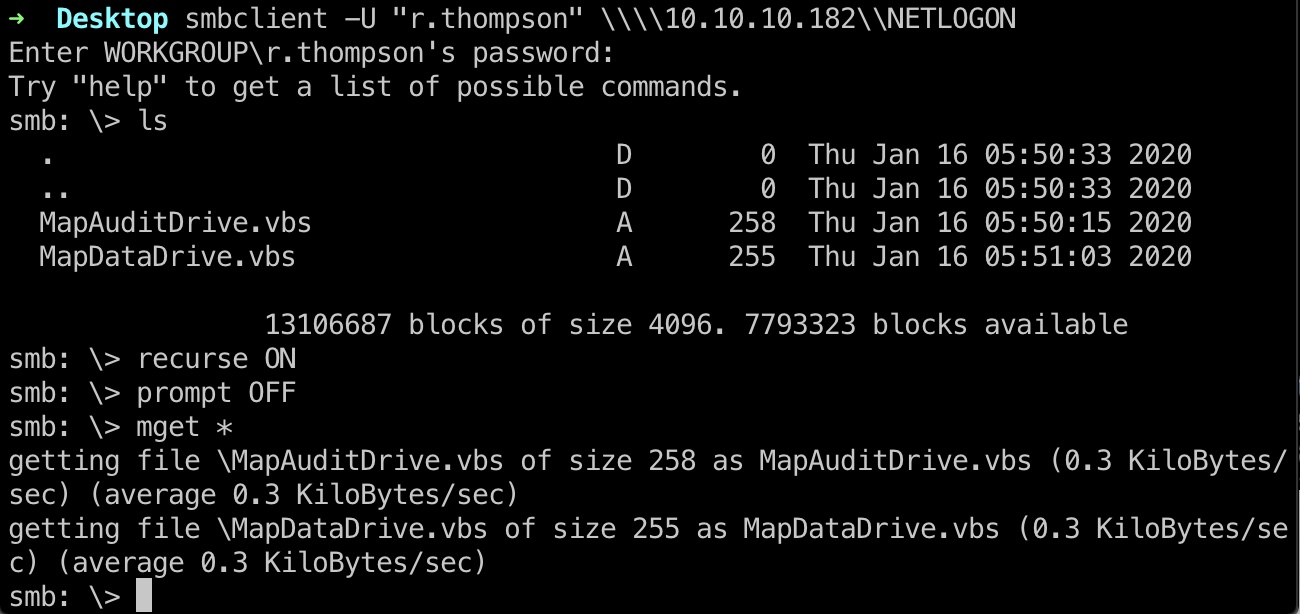 ➜  Desktop smbclient -U "r.thompson" \\\\10.10.10.182\\NETLOGON
Enter WORKGROUP\r.thompson's password:
Try "help" to get a list of possible commands.
smb: \> ls
  .                                   D        0  Thu Jan 16 05:50:33 2020
  ..                                  D        0  Thu Jan 16 05:50:33 2020
  MapAuditDrive.vbs                   A      258  Thu Jan 16 05:50:15 2020
  MapDataDrive.vbs                    A      255  Thu Jan 16 05:51:03 2020
                13106687 blocks of size 4096. 7793323 blocks available
smb: \> recurse ON
smb: \> prompt OFF
smb: \> mget *
getting file \MapAuditDrive.vbs of size 258 as MapAuditDrive.vbs (0.3 KiloBytes/
sec) (average 0.3 KiloBytes/sec)
getting file \MapDataDrive.vbs of size 255 as MapDataDrive.vbs (0.3 KiloBytes/se
c) (average 0.3 KiloBytes/sec)
smb: \>